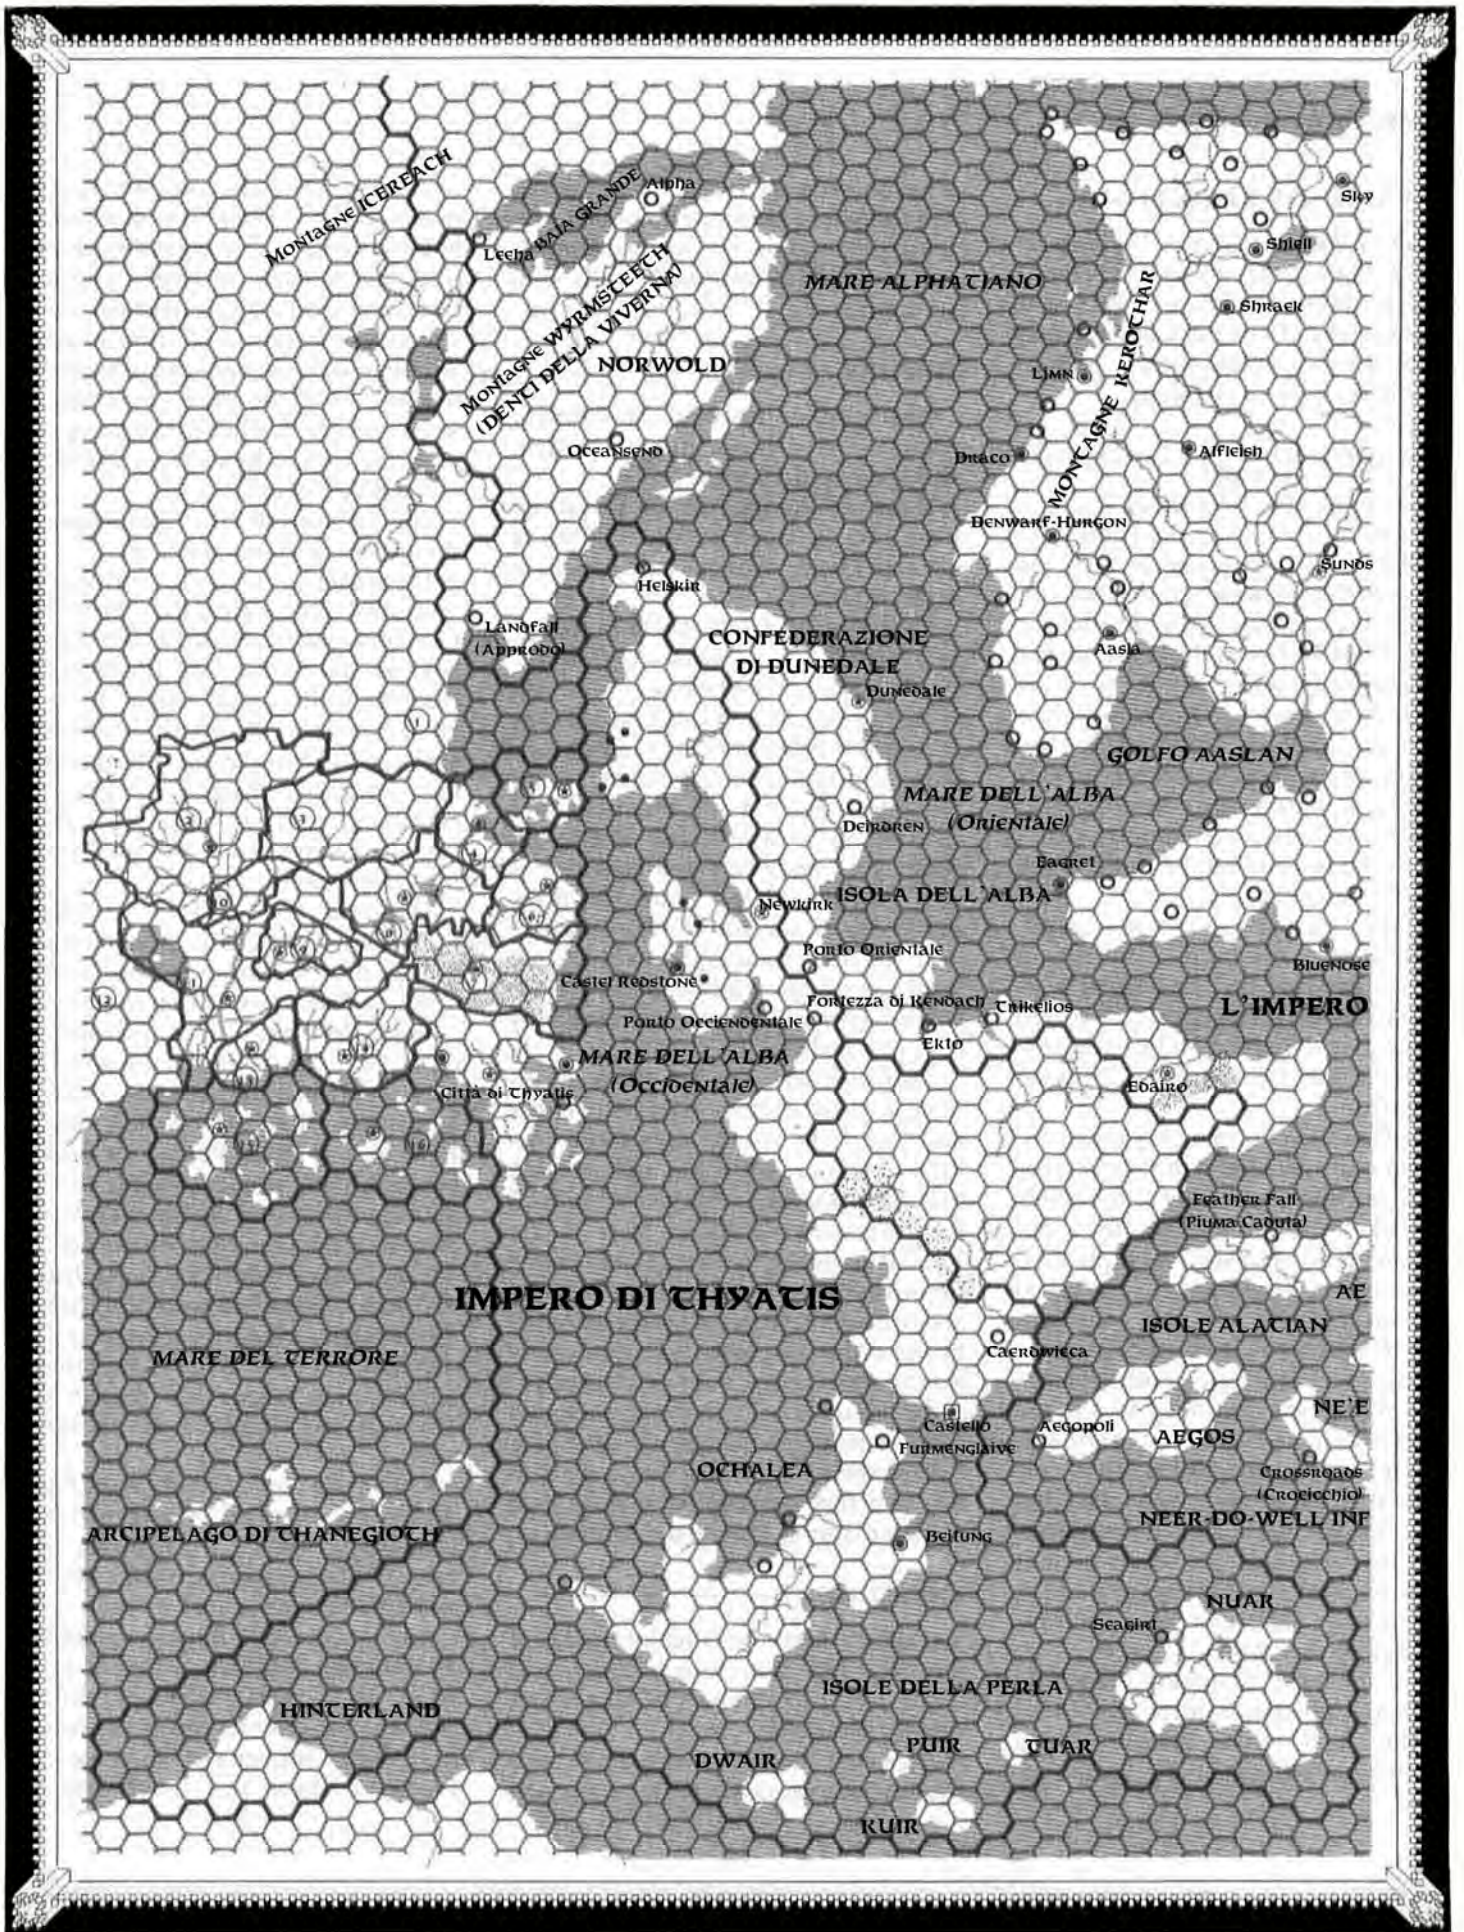 Montagne ICEREACH
BAIA GRANDE
Alpha
Sky
Leeha
Shiell
MARE ALPHATIANO
Shraek
Montagne WYRMSTEETH
(DENTI DELLA VIVERNA)
NORWOLD
MONTAGNE KEROCHAR
Limn
Oceansend
Draco
Alfleish
Denwarf-Hurgon
Helskir
Sunds
Landfall
(Approdo)
CONFEDERAZIONE
DI DUNEDALE
Aasla
Dunedale
GOLFO AASLAN
MARE DELL'ALBA
(Orientale)
Deirdren
Eagret
ISOLA DELL'ALBA
Newkirk
Porto Orientale
Bluenose
Castel Redstone
Fortezza di Kendach
Trikelios
L'IMPERO
Porto Occiendentale
Ekto
MARE DELL'ALBA
(Occidentale)
Edairo
Città di Thyatis
Feather Fall
(Piuma Caduta)
IMPERO DI THYATIS
AE
ISOLE ALATIAN
MARE DEL TERRORE
Caerdwicca
NE'E
Castello
Furmenglaive
Aegopoli
AEGOS
OCHALEA
Crossroads
(Crocicchio)
NEER-DO-WELL INF
ARCIPELAGO DI THANEGIOTH
Beitung
NUAR
Seagirt
ISOLE DELLA PERLA
HINTERLAND
PUIR
TUAR
DWAIR
KUIR